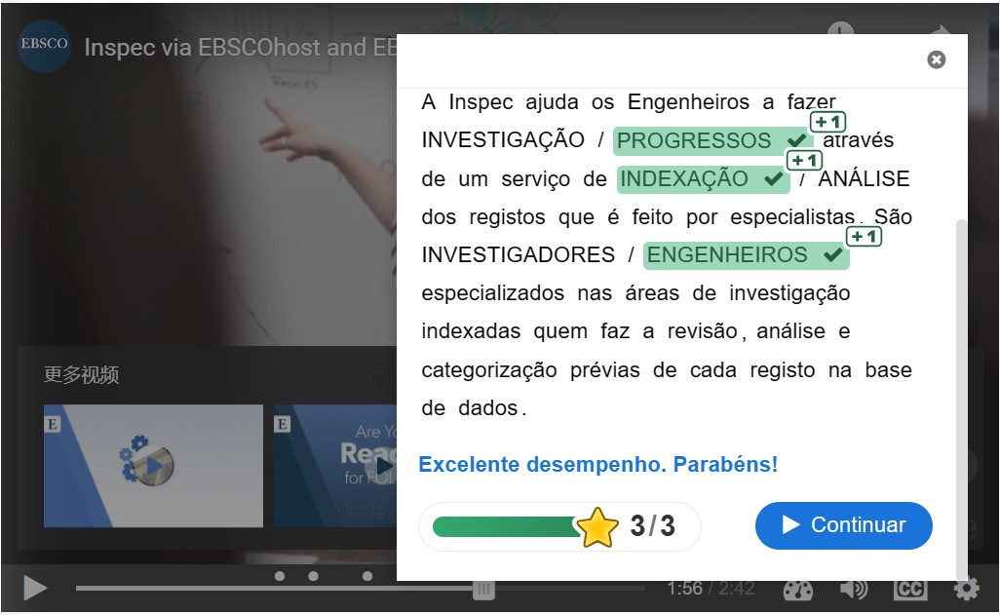 EBSCO
Inspec via EBSCOhost and EB
Records
A Inspec ajuda os Engenheiros a fazer
INVESTIGAÇÃO / PROGRESSOS +1 através
de um serviço de INDEXAÇÃO +1 / ANÁLISE
dos registos que é feito por especialistas. São
INVESTIGADORES / ENGENHEIROS +1
especializados nas áreas de investigação
indexadas quem faz a revisão, análise e
categorização prévias de cada registo na base
de dados.
Excelente desempenho. Parabéns!
3/3
Continuar
更多视频
E
E
Are Yo
Read
for FOL
1:56 / 2:42
CC